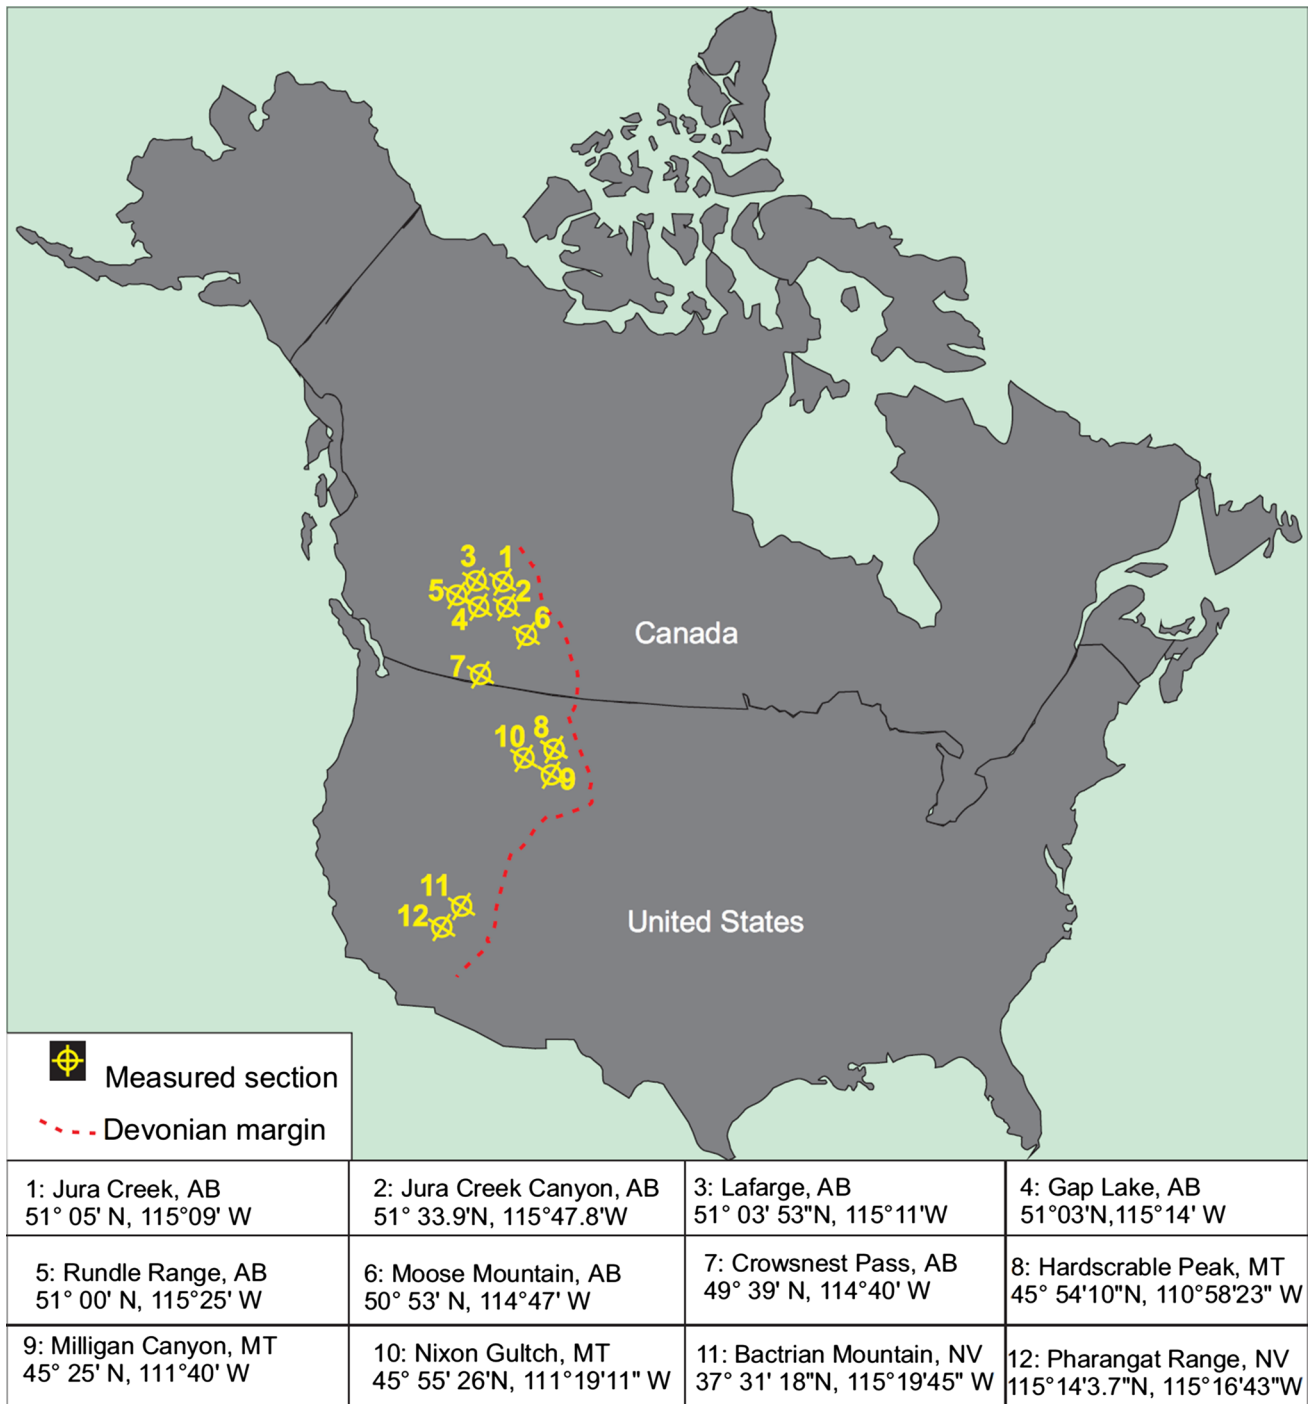 3
1
5
2
4
6
Canada
7
10
8
9
11
12
United States
Measured section
Devonian margin
1: Jura Creek, AB
51° 05' N, 115°09' W
2: Jura Creek Canyon, AB
51° 33.9'N, 115°47.8'W
3: Lafarge, AB
51° 03' 53"N, 115°11'W
4: Gap Lake, AB
51°03'N,115°14' W
5: Rundle Range, AB
51° 00' N, 115°25' W
6: Moose Mountain, AB
50° 53' N, 114°47' W
7: Crowsnest Pass, AB
49° 39' N, 114°40' W
8: Hardscrable Peak, MT
45° 54'10"N, 110°58'23" W
9: Milligan Canyon, MT
45° 25' N, 111°40' W
10: Nixon Gultch, MT
45° 55' 26'N, 111°19'11" W
11: Bactrian Mountain, NV
37° 31' 18"N, 115°19'45" W
12: Pharangat Range, NV
115°14'3.7"N, 115°16'43"W